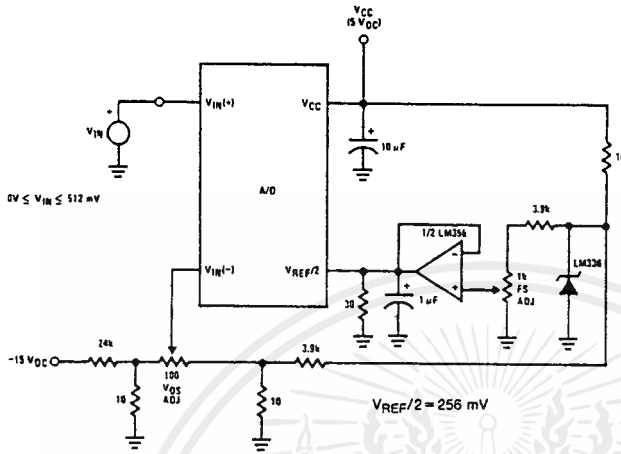 VCC
(5 VDC)
VIN(+)
VCC
+
VIN
+
10 µF
A/D
0V ≤ VIN ≤ 512 mV
3.9k
1/2 LM358
LM336
VIN(−)
VREF/2
−
+
1k
FS
ADJ
30
+
1 µF
−15 VDC
24k
3.9k
10
100
VOS
ADJ
10
VREF/2 = 256 mV